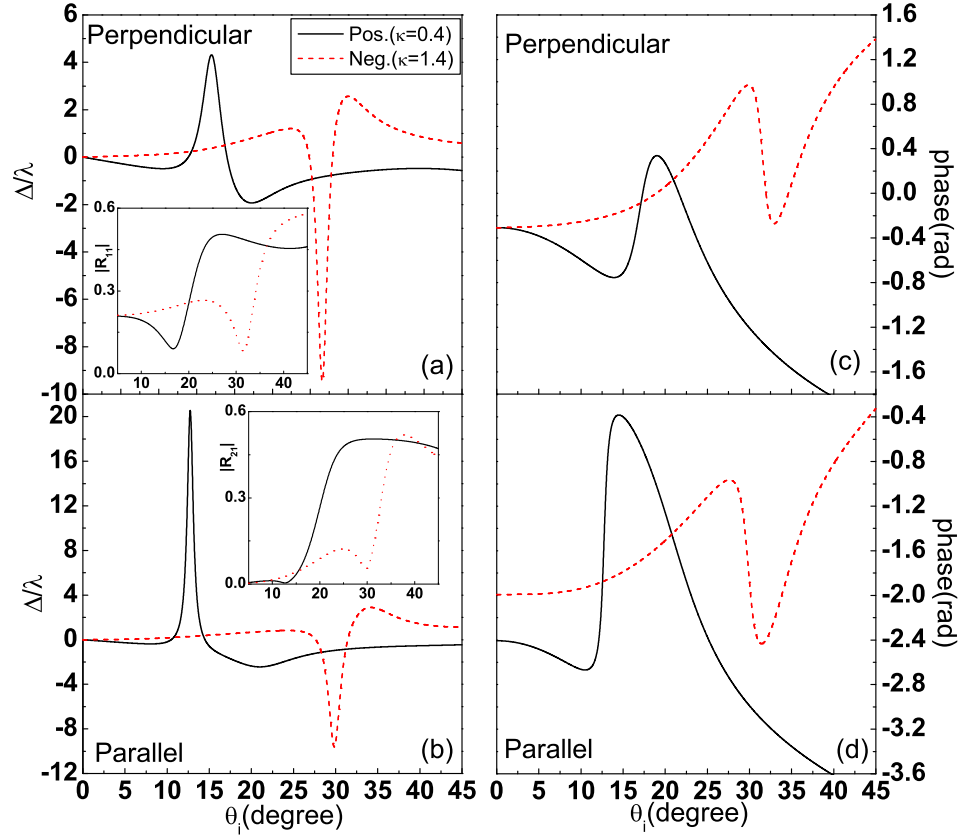 Perpendicular
Pos.(κ=0.4)
Neg.(κ=1.4)
6
4
2
0
-2
-4
-6
-8
-10
Δ/λ
0.6
0.3
0.0
|R11|
10 20 30 40
(a)
Perpendicular
1.6
1.2
0.8
0.4
0.0
-0.4
-0.8
-1.2
-1.6
phase(rad)
(c)
20
16
12
8
4
0
-4
-8
-12
Δ/λ
0.6
0.3
0.0
|R21|
10 20 30 40
Parallel
(b)
0 5 10 15 20 25 30 35 40 45
θi(degree)
-0.4
-0.8
-1.2
-1.6
-2.0
-2.4
-2.8
-3.2
-3.6
phase(rad)
Parallel
(d)
0 5 10 15 20 25 30 35 40 45
θi(degree)